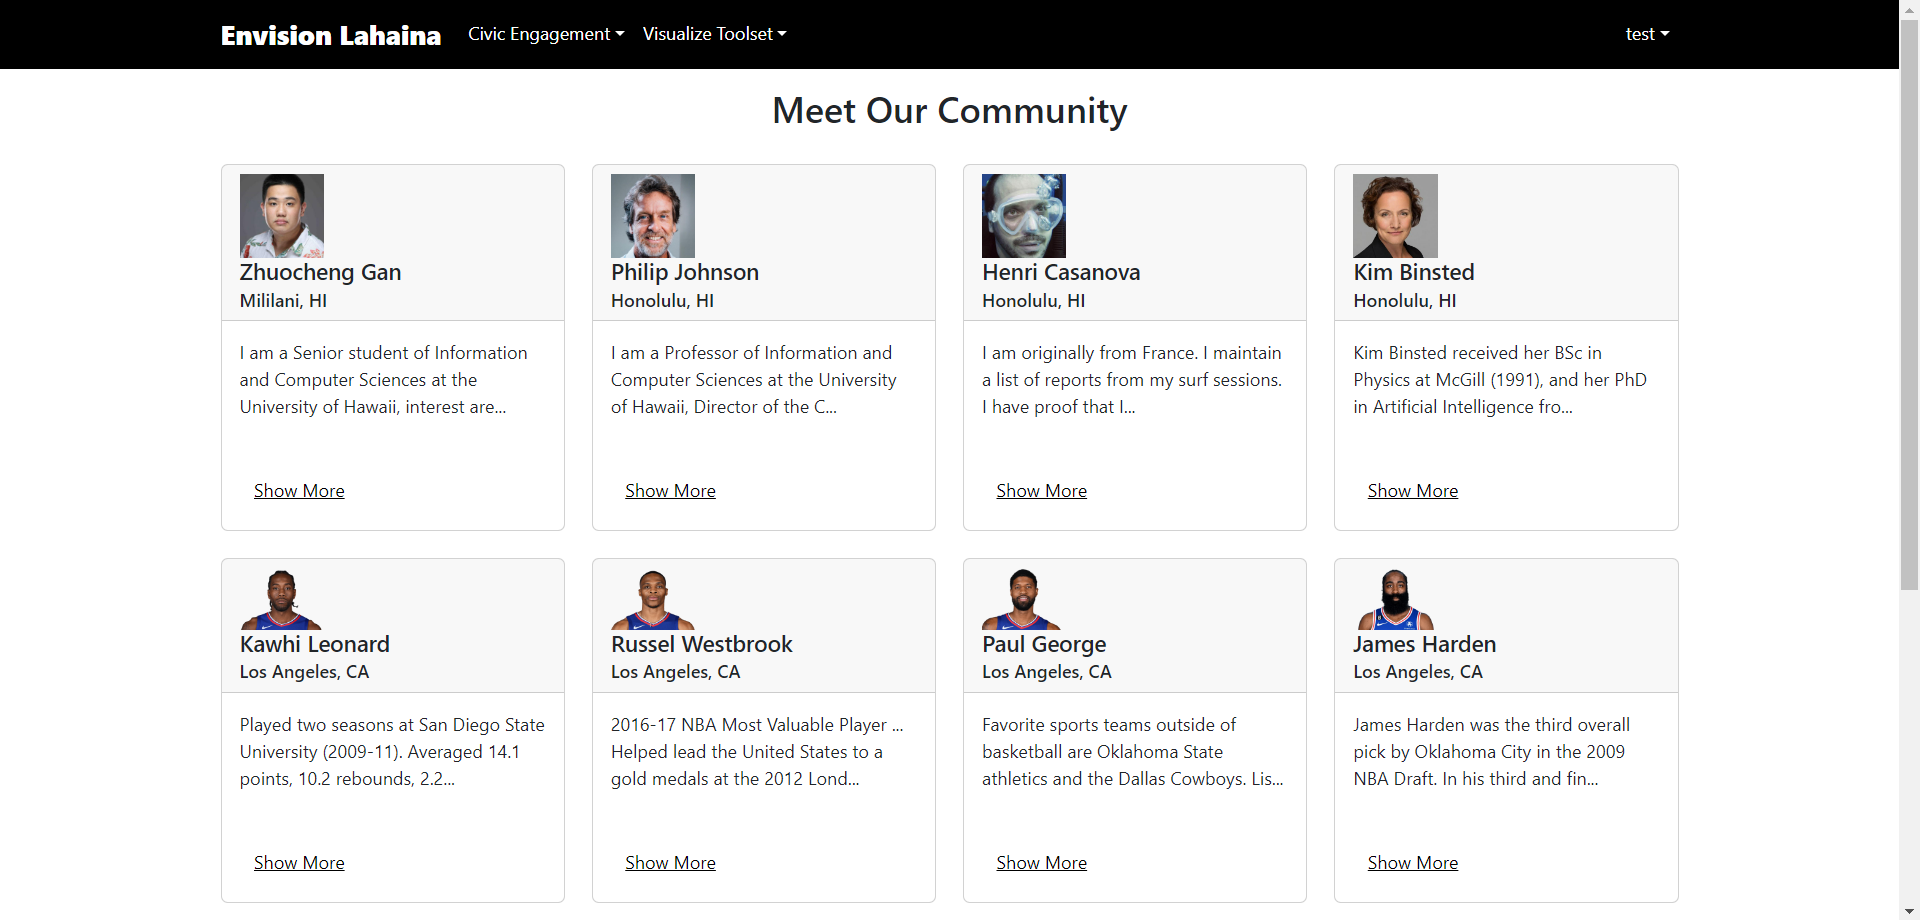 Envision Lahaina Civic Engagement Visualize Toolset test
Meet Our Community
Zhuocheng Gan
Mililani, HI
I am a Senior student of Information
and Computer Sciences at the
University of Hawaii, interest are...
Show More
Philip Johnson
Honolulu, HI
I am a Professor of Information and
Computer Sciences at the University
of Hawaii, Director of the C...
Show More
Henri Casanova
Honolulu, HI
I am originally from France. I maintain
a list of reports from my surf sessions.
I have proof that I...
Show More
Kim Binsted
Honolulu, HI
Kim Binsted received her BSc in
Physics at McGill (1991), and her PhD
in Artificial Intelligence fro...
Show More
Kawhi Leonard
Los Angeles, CA
Played two seasons at San Diego State
University (2009-11). Averaged 14.1
points, 10.2 rebounds, 2.2...
Show More
Russel Westbrook
Los Angeles, CA
2016-17 NBA Most Valuable Player ...
Helped lead the United States to a
gold medals at the 2012 Lond...
Show More
Paul George
Los Angeles, CA
Favorite sports teams outside of
basketball are Oklahoma State
athletics and the Dallas Cowboys. Lis...
Show More
James Harden
Los Angeles, CA
James Harden was the third overall
pick by Oklahoma City in the 2009
NBA Draft. In his third and fin...
Show More